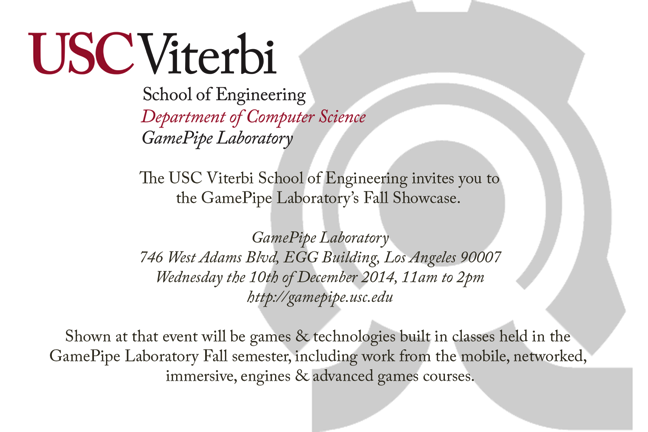 USC Viterbi
School of Engineering
Department of Computer Science
GamePipe Laboratory
The USC Viterbi School of Engineering invites you to
the GamePipe Laboratory's Fall Showcase.
GamePipe Laboratory
746 West Adams Blvd, EGG Building, Los Angeles 90007
Wednesday the 10th of December 2014, 11am to 2pm
http://gamepipe.usc.edu
Shown at that event will be games & technologies built in classes held in the
GamePipe Laboratory Fall semester, including work from the mobile, networked,
immersive, engines & advanced games courses.